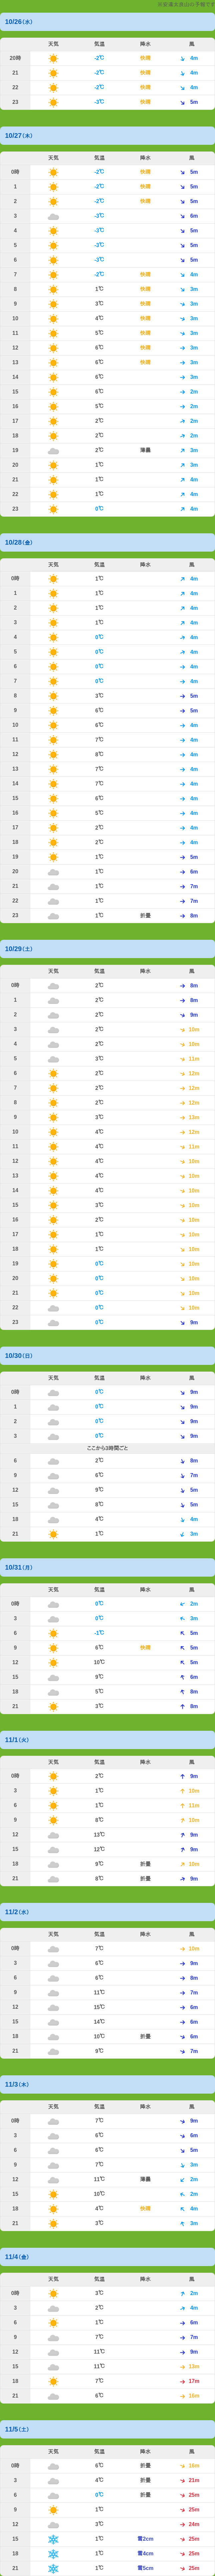 10/26(水)
天気 気温 降水 風
20時 -2℃ 快晴 4m
21 -2℃ 快晴 4m
22 -2℃ 快晴 4m
23 -3℃ 快晴 5m
10/27(木)
天気 気温 降水 風
0時 -2℃ 快晴 5m
1 -2℃ 快晴 5m
2 -2℃ 快晴 5m
3 -3℃ 6m
4 -3℃ 5m
5 -3℃ 5m
6 -3℃ 5m
7 -2℃ 快晴 4m
8 1℃ 快晴 3m
9 3℃ 快晴 3m
10 4℃ 快晴 3m
11 5℃ 快晴 3m
12 6℃ 快晴 3m
13 6℃ 快晴 3m
14 6℃ 3m
15 6℃ 2m
16 5℃ 2m
17 2℃ 2m
18 2℃ 2m
19 2℃ 薄曇 3m
20 1℃ 3m
21 1℃ 4m
22 1℃ 4m
23 0℃ 4m
10/28(金)
天気 気温 降水 風
0時 1℃ 4m
1 1℃ 4m
2 1℃ 4m
3 1℃ 4m
4 0℃ 4m
5 0℃ 4m
6 0℃ 4m
7 0℃ 4m
8 3℃ 5m
9 6℃ 5m
10 6℃ 4m
11 7℃ 4m
12 8℃ 4m
13 7℃ 4m
14 7℃ 4m
15 6℃ 4m
16 5℃ 4m
17 2℃ 4m
18 2℃ 4m
19 1℃ 5m
20 1℃ 6m
21 1℃ 7m
22 1℃ 7m
23 1℃ 折曇 8m
10/29(土)
天気 気温 降水 風
0時 2℃ 9m
1 2℃ 8m
2 2℃ 9m
3 2℃ 10m
4 2℃ 10m
5 3℃ 11m
6 2℃ 12m
7 2℃ 12m
8 2℃ 12m
9 3℃ 13m
10 4℃ 12m
11 4℃ 11m
12 4℃ 10m
13 4℃ 10m
14 4℃ 10m
15 3℃ 10m
16 2℃ 10m
17 1℃ 10m
18 1℃ 10m
19 0℃ 10m
20 0℃ 10m
21 0℃ 10m
22 0℃ 10m
23 0℃ 9m
10/30(日)
天気 気温 降水 風
0時 0℃ 9m
1 0℃ 9m
2 0℃ 9m
3 0℃ 9m
ここから3時間ごと
6 2℃ 8m
9 6℃ 7m
12 9℃ 5m
15 8℃ 5m
18 4℃ 4m
21 1℃ 3m
10/31(月)
天気 気温 降水 風
0時 0℃ 2m
3 0℃ 3m
6 -1℃ 5m
9 6℃ 快晴 5m
12 10℃ 5m
15 9℃ 6m
18 5℃ 8m
21 3℃ 8m
11/1(火)
天気 気温 降水 風
0時 2℃ 9m
3 1℃ 10m
6 1℃ 11m
9 8℃ 10m
12 13℃ 9m
15 12℃ 9m
18 9℃ 折曇 10m
21 8℃ 折曇 9m
11/2(水)
天気 気温 降水 風
0時 7℃ 10m
3 6℃ 9m
6 6℃ 8m
9 11℃ 7m
12 15℃ 6m
15 14℃ 6m
18 10℃ 折曇 6m
21 9℃ 7m
11/3(木)
天気 気温 降水 風
0時 7℃ 9m
3 6℃ 6m
6 6℃ 5m
9 7℃ 3m
12 11℃ 薄曇 2m
15 10℃ 2m
18 4℃ 快晴 4m
21 3℃ 3m
11/4(金)
天気 気温 降水 風
0時 3℃ 2m
3 2℃ 4m
6 1℃ 6m
9 7℃ 7m
12 11℃ 9m
15 11℃ 13m
18 7℃ 17m
21 6℃ 16m
11/5(土)
天気 気温 降水 風
0時 6℃ 折曇 16m
3 4℃ 折曇 21m
6 0℃ 折曇 25m
9 1℃ 25m
12 3℃ 24m
15 1℃ 雪2cm 25m
18 1℃ 雪4cm 25m
21 1℃ 雪5cm 25m